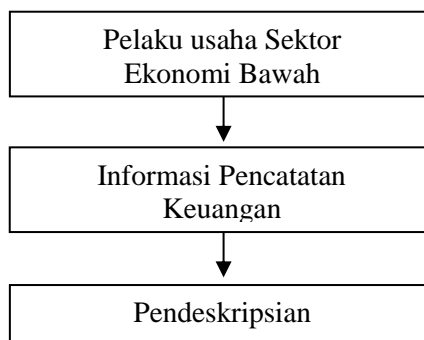 Pelaku usaha Sektor
Ekonomi Bawah
Informasi Pencatatan
Keuangan
Pendeskripsian